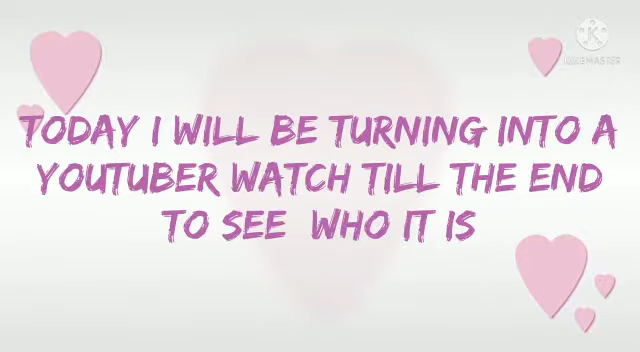 KINEMASTER
TODAY I WILL BE TURNING INTO A
YOUTUBER WATCH TILL THE END
TO SEE WHO IT IS